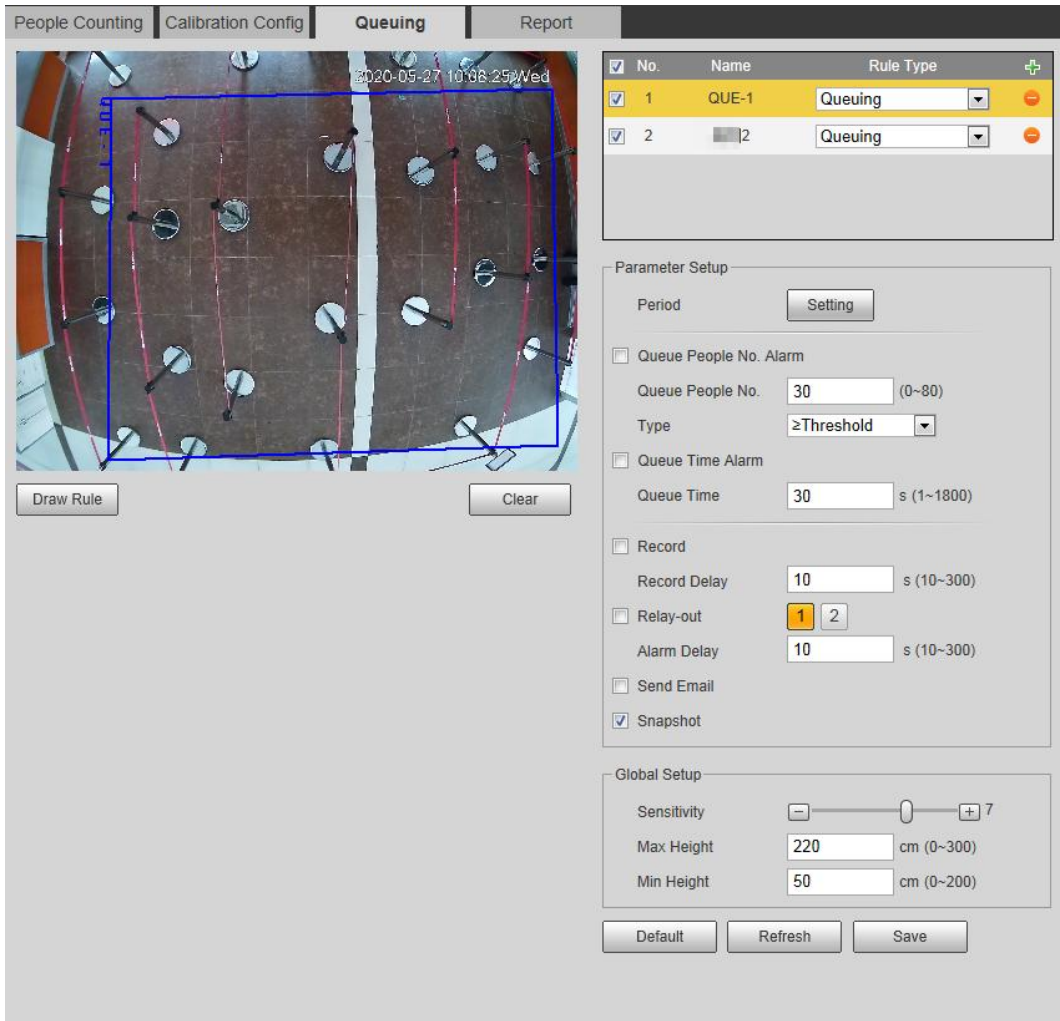 People Counting Calibration Config Queuing Report
2020-05-27 10:08:25 Wed
QUE-1
Draw Rule Clear
No. Name Rule Type
1 QUE-1 Queuing
2 2 Queuing
Parameter Setup
Period Setting
Queue People No. Alarm
Queue People No. 30 (0~80)
Type ≥Threshold
Queue Time Alarm
Queue Time 30 s (1~1800)
Record
Record Delay 10 s (10~300)
Relay-out 1 2
Alarm Delay 10 s (10~300)
Send Email
Snapshot
Global Setup
Sensitivity 7
Max Height 220 cm (0~300)
Min Height 50 cm (0~200)
Default Refresh Save